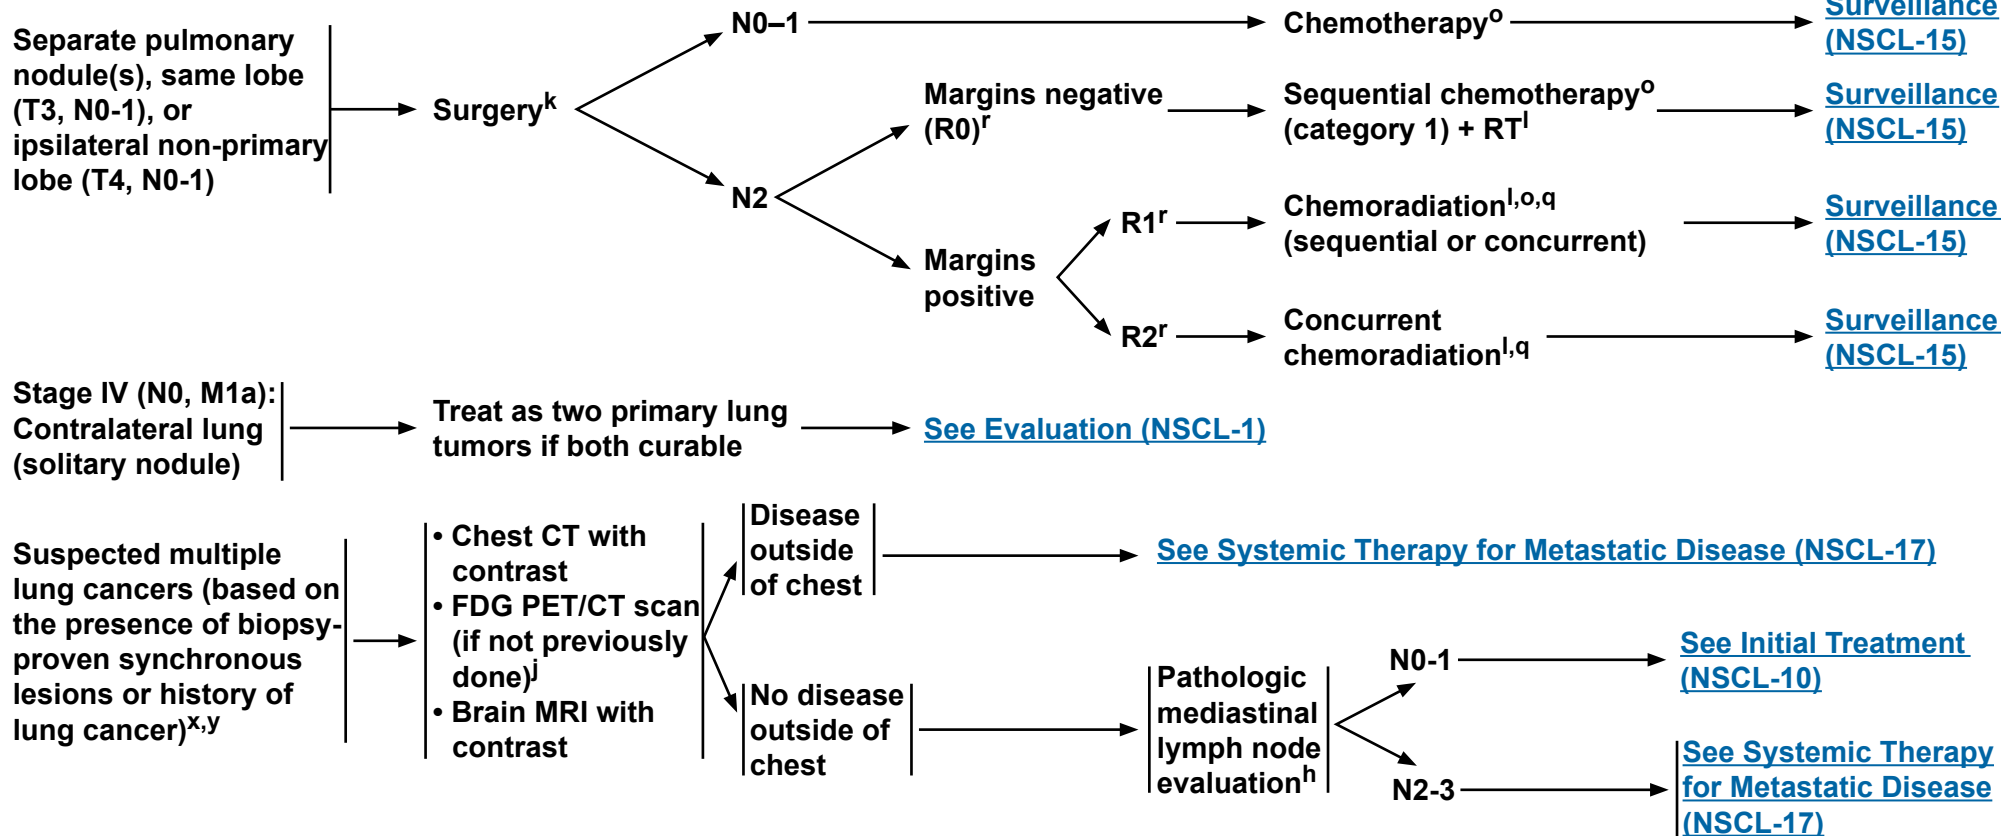 Separate pulmonary
nodule(s), same lobe
(T3, N0-1), or
ipsilateral non-primary
lobe (T4, N0-1)
Surgeryk
N0–1
Chemotherapyo
Surveillance
(NSCL-15)
N2
Margins negative
(R0)r
Sequential chemotherapyo
(category 1) + RTl
Surveillance
(NSCL-15)
Margins
positive
R1r
Chemoradiationl,o,q
(sequential or concurrent)
Surveillance
(NSCL-15)
R2r
Concurrent
chemoradiationl,q
Surveillance
(NSCL-15)
Stage IV (N0, M1a):
Contralateral lung
(solitary nodule)
Treat as two primary lung
tumors if both curable
See Evaluation (NSCL-1)
Suspected multiple
lung cancers (based on
the presence of biopsy-
proven synchronous
lesions or history of
lung cancer)x,y
• Chest CT with
contrast
• FDG PET/CT scan
(if not previously
done)j
• Brain MRI with
contrast
Disease
outside
of chest
See Systemic Therapy for Metastatic Disease (NSCL-17)
No disease
outside of
chest
Pathologic
mediastinal
lymph node
evaluationh
N0-1
See Initial Treatment
(NSCL-10)
N2-3
See Systemic Therapy
for Metastatic Disease
(NSCL-17)